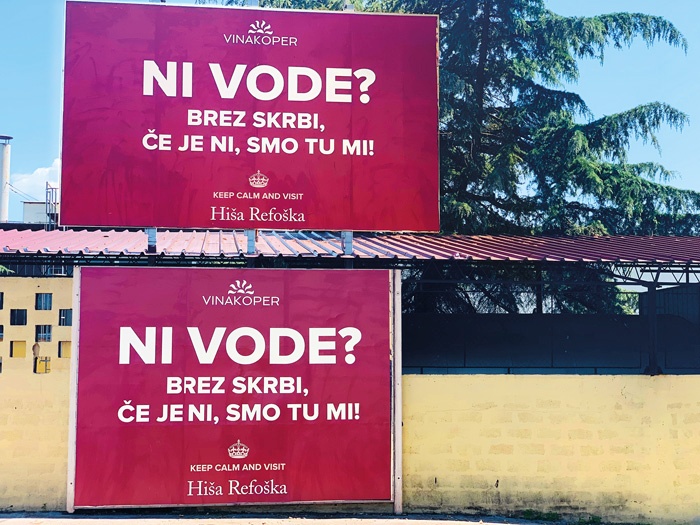 VINAKOPER
NI VODE?
BREZ SKRBI,
ČE JE NI, SMO TU MI!
KEEP CALM AND VISIT
Hiša Refoška
VINAKOPER
NI VODE?
BREZ SKRBI,
ČE JE NI, SMO TU MI!
KEEP CALM AND VISIT
Hiša Refoška